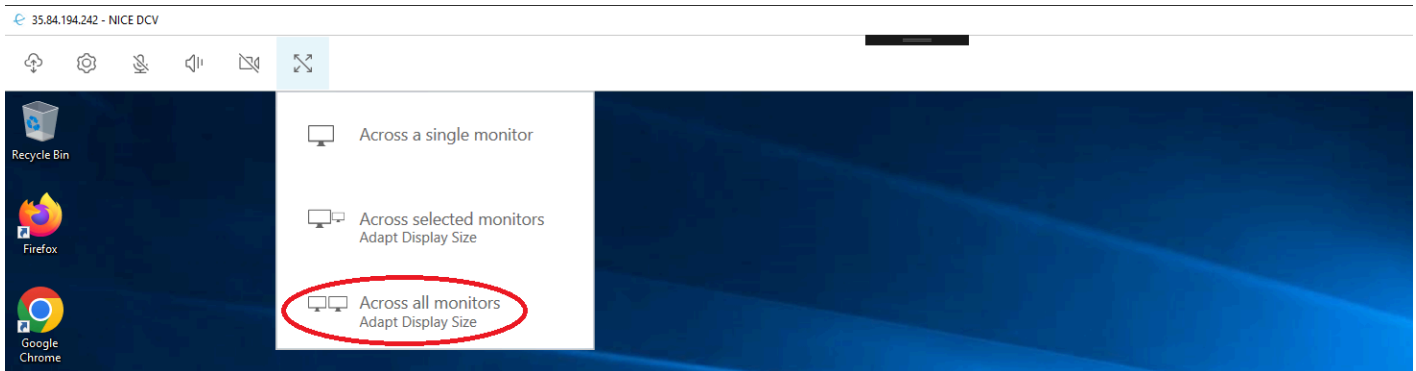 35.84.194.242 - NICE DCV
Recycle Bin
Firefox
Google
Chrome
Across a single monitor
Across selected monitors
Adapt Display Size
Across all monitors
Adapt Display Size